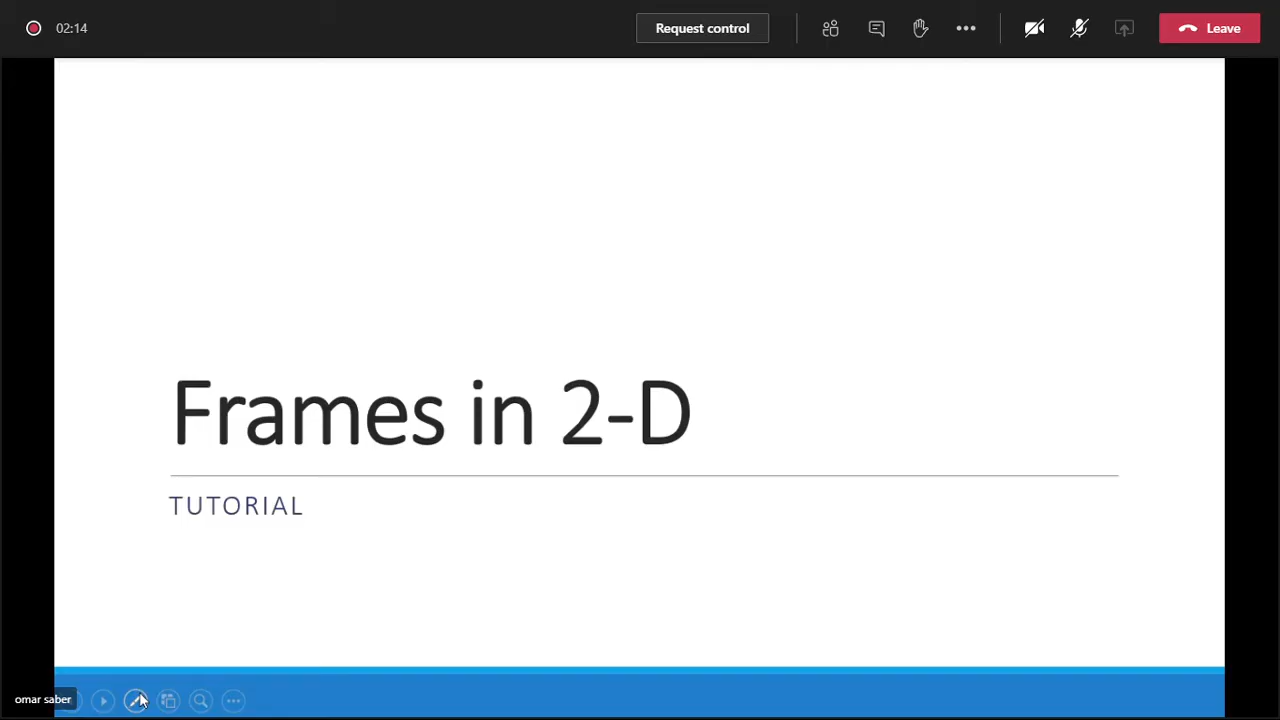 02:14
Request control
Leave
Frames in 2-D
TUTORIAL
omar saber